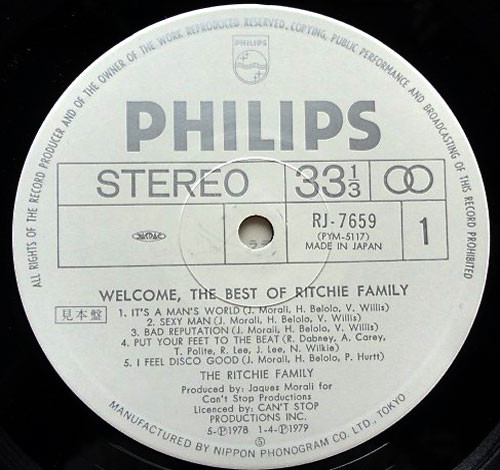 ALL RIGHTS OF THE RECORD PRODUCER AND OF THE OWNER OF THE WORK REPRODUCED RESERVED. COPYING, PUBLIC PERFORMANCE AND BROADCASTING OF THIS RECORD PROHIBITED
PHILIPS
PHILIPS
STEREO 33 1/3
RJ-7659
(PYM-5117)
MADE IN JAPAN
1
JASRAC
WELCOME, THE BEST OF RITCHIE FAMILY
見本盤
1. IT'S A MAN'S WORLD (J. Morali, H. Belolo, V. Willis)
2. SEXY MAN (J. Morali, H. Belolo, V. Willis)
3. BAD REPUTATION (J. Morali, H. Belolo, V. Willis)
4. PUT YOUR FEET TO THE BEAT (R. Dabney, A. Carey,
T. Polite, R. Lee, J. Lee, N. Wilkie)
5. I FEEL DISCO GOOD (J. Morali, H. Belolo, P. Hurtt)
THE RITCHIE FAMILY
Produced by: Jaques Morali for
Can't Stop Productions
Licenced by: CAN'T STOP
PRODUCTIONS INC.
5-Ⓟ1978 1-4-Ⓟ1979
Ⓢ
MANUFACTURED BY NIPPON PHONOGRAM CO. LTD., TOKYO